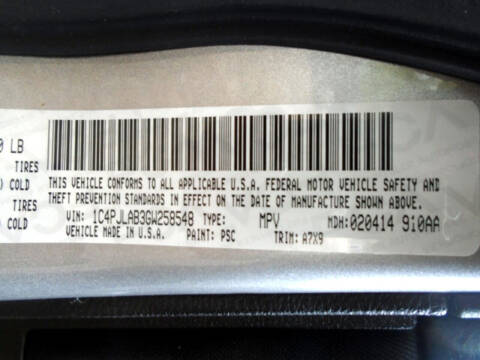 0 LB
TIRES
) COLD
TIRES
) COLD
THIS VEHICLE CONFORMS TO ALL APPLICABLE U.S.A. FEDERAL MOTOR VEHICLE SAFETY AND
THEFT PREVENTION STANDARDS IN EFFECT ON THE DATE OF MANUFACTURE SHOWN ABOVE.
VIN: 1C4PJLAB3GW258548 TYPE: MPV MDH: 020414 910AA
VEHICLE MADE IN U.S.A. PAINT: PSC TRIM: A7X9